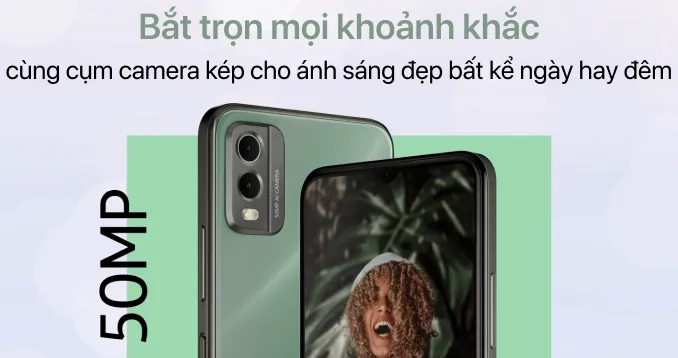 Bắt trọn mọi khoảnh khắc
cùng cụm camera kép cho ánh sáng đẹp bất kể ngày hay đêm
50MP AI CAMERA
50MP